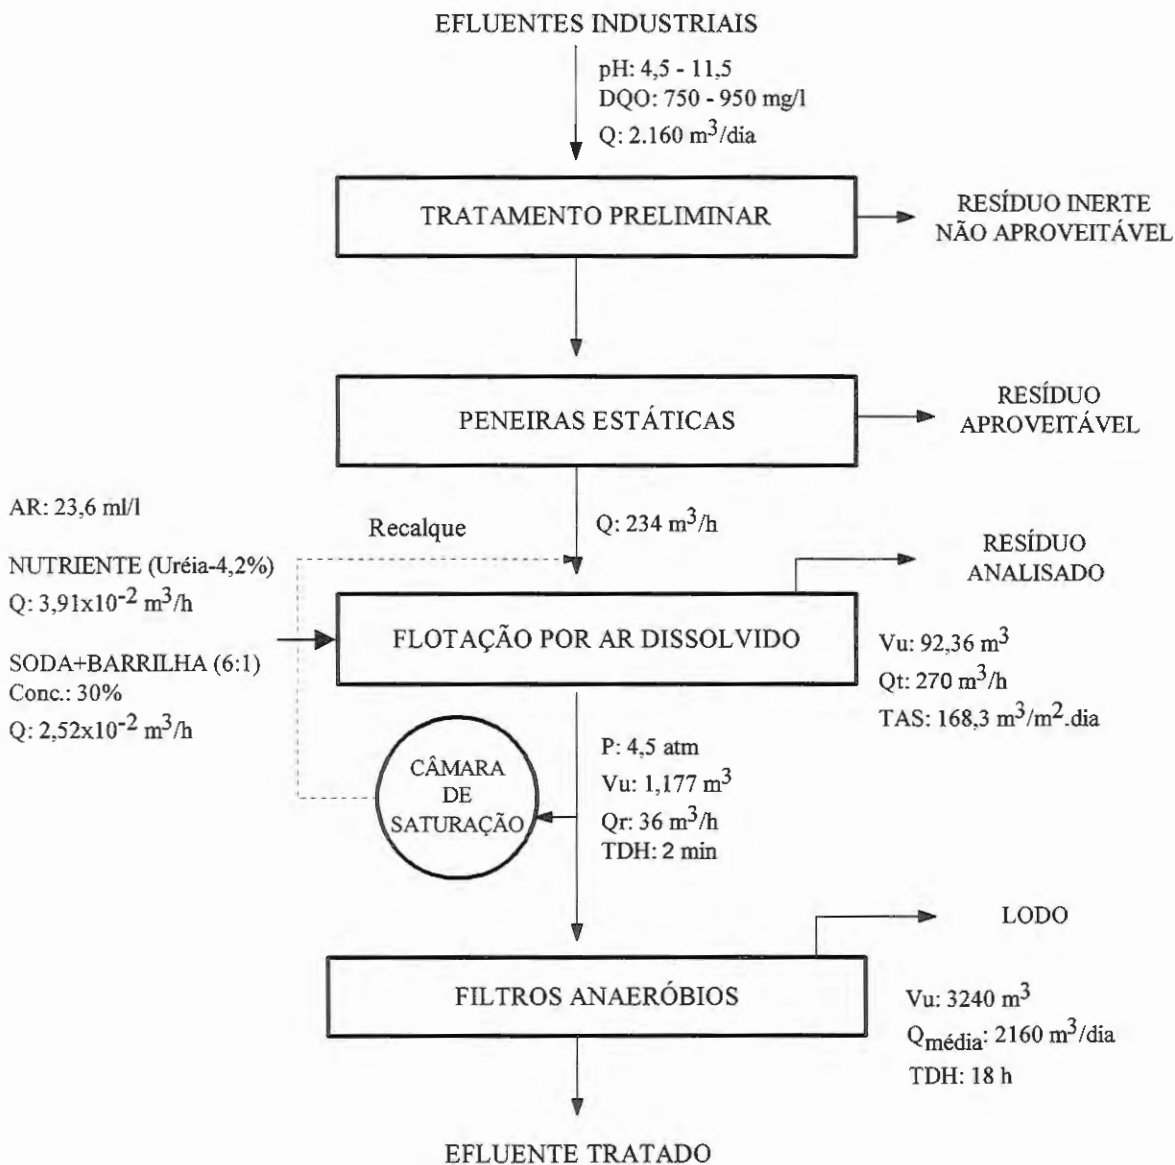 EFLUENTES INDUSTRIAIS
pH: 4,5 - 11,5
DQO: 750 - 950 mg/l
Q: 2.160 m³/dia
TRATAMENTO PRELIMINAR
RESÍDUO INERTE
NÃO APROVEITÁVEL
PENEIRAS ESTÁTICAS
RESÍDUO
APROVEITÁVEL
AR: 23,6 ml/l
Recalque
Q: 234 m³/h
RESÍDUO
ANALISADO
NUTRIENTE (Uréia-4,2%)
Q: 3,91x10⁻² m³/h
FLOTAÇÃO POR AR DISSOLVIDO
SODA+BARRILHA (6:1)
Conc.: 30%
Q: 2,52x10⁻² m³/h
Vu: 92,36 m³
Qt: 270 m³/h
TAS: 168,3 m³/m².dia
CÂMARA
DE
SATURAÇÃO
P: 4,5 atm
Vu: 1,177 m³
Qr: 36 m³/h
TDH: 2 min
LODO
FILTROS ANAERÓBIOS
Vu: 3240 m³
Qmédia: 2160 m³/dia
TDH: 18 h
EFLUENTE TRATADO